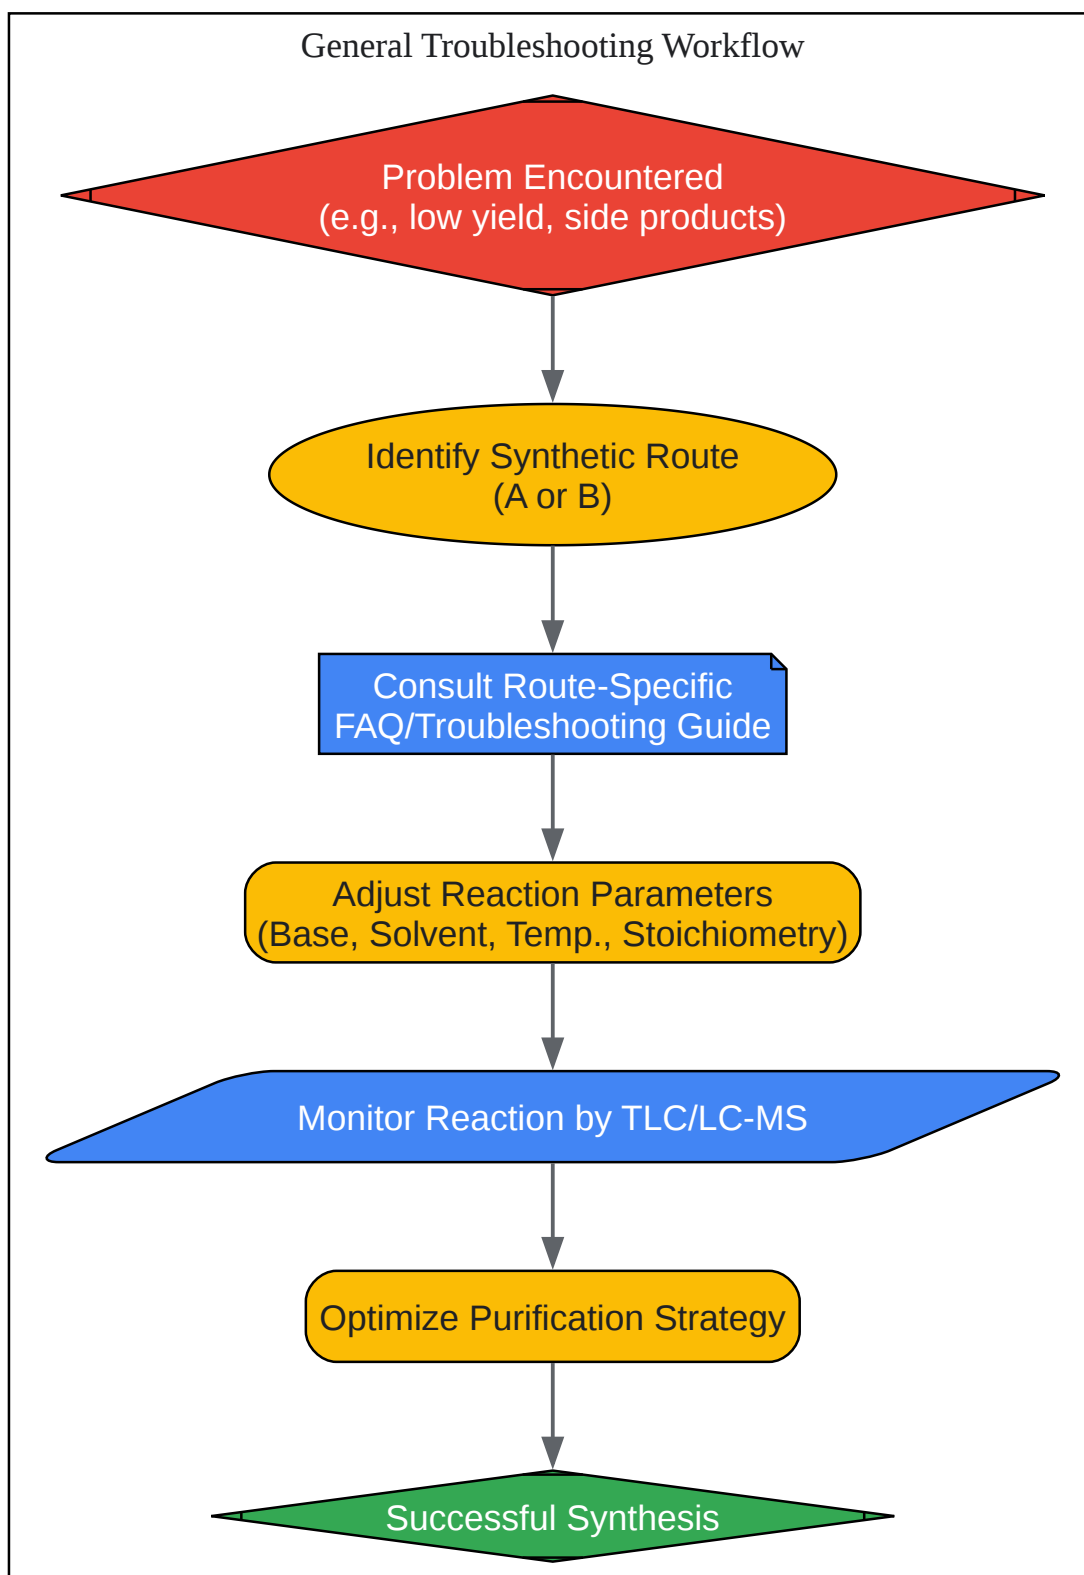 General Troubleshooting Workflow
Problem Encountered
(e.g., low yield, side products)
Identify Synthetic Route
(A or B)
Consult Route-Specific
FAQ/Troubleshooting Guide
Adjust Reaction Parameters
(Base, Solvent, Temp., Stoichiometry)
Monitor Reaction by TLC/LC-MS
Optimize Purification Strategy
Successful Synthesis